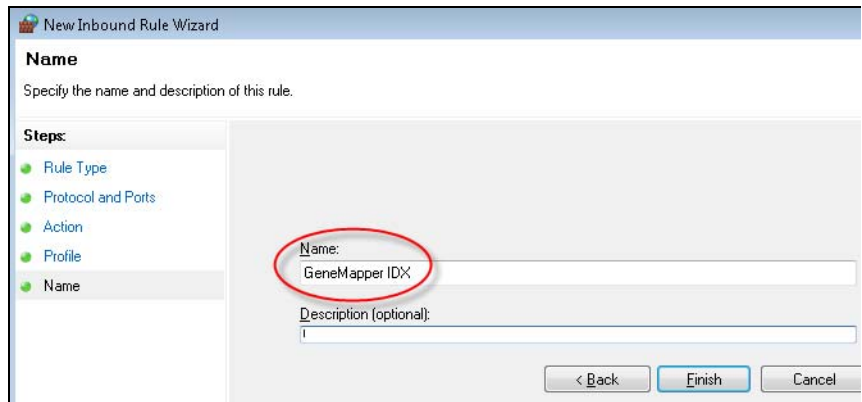 New Inbound Rule Wizard
Name
Specify the name and description of this rule.
Steps:
Rule Type
Protocol and Ports
Action
Profile
Name
Name:
GeneMapper IDX
Description (optional):
< Back
Finish
Cancel